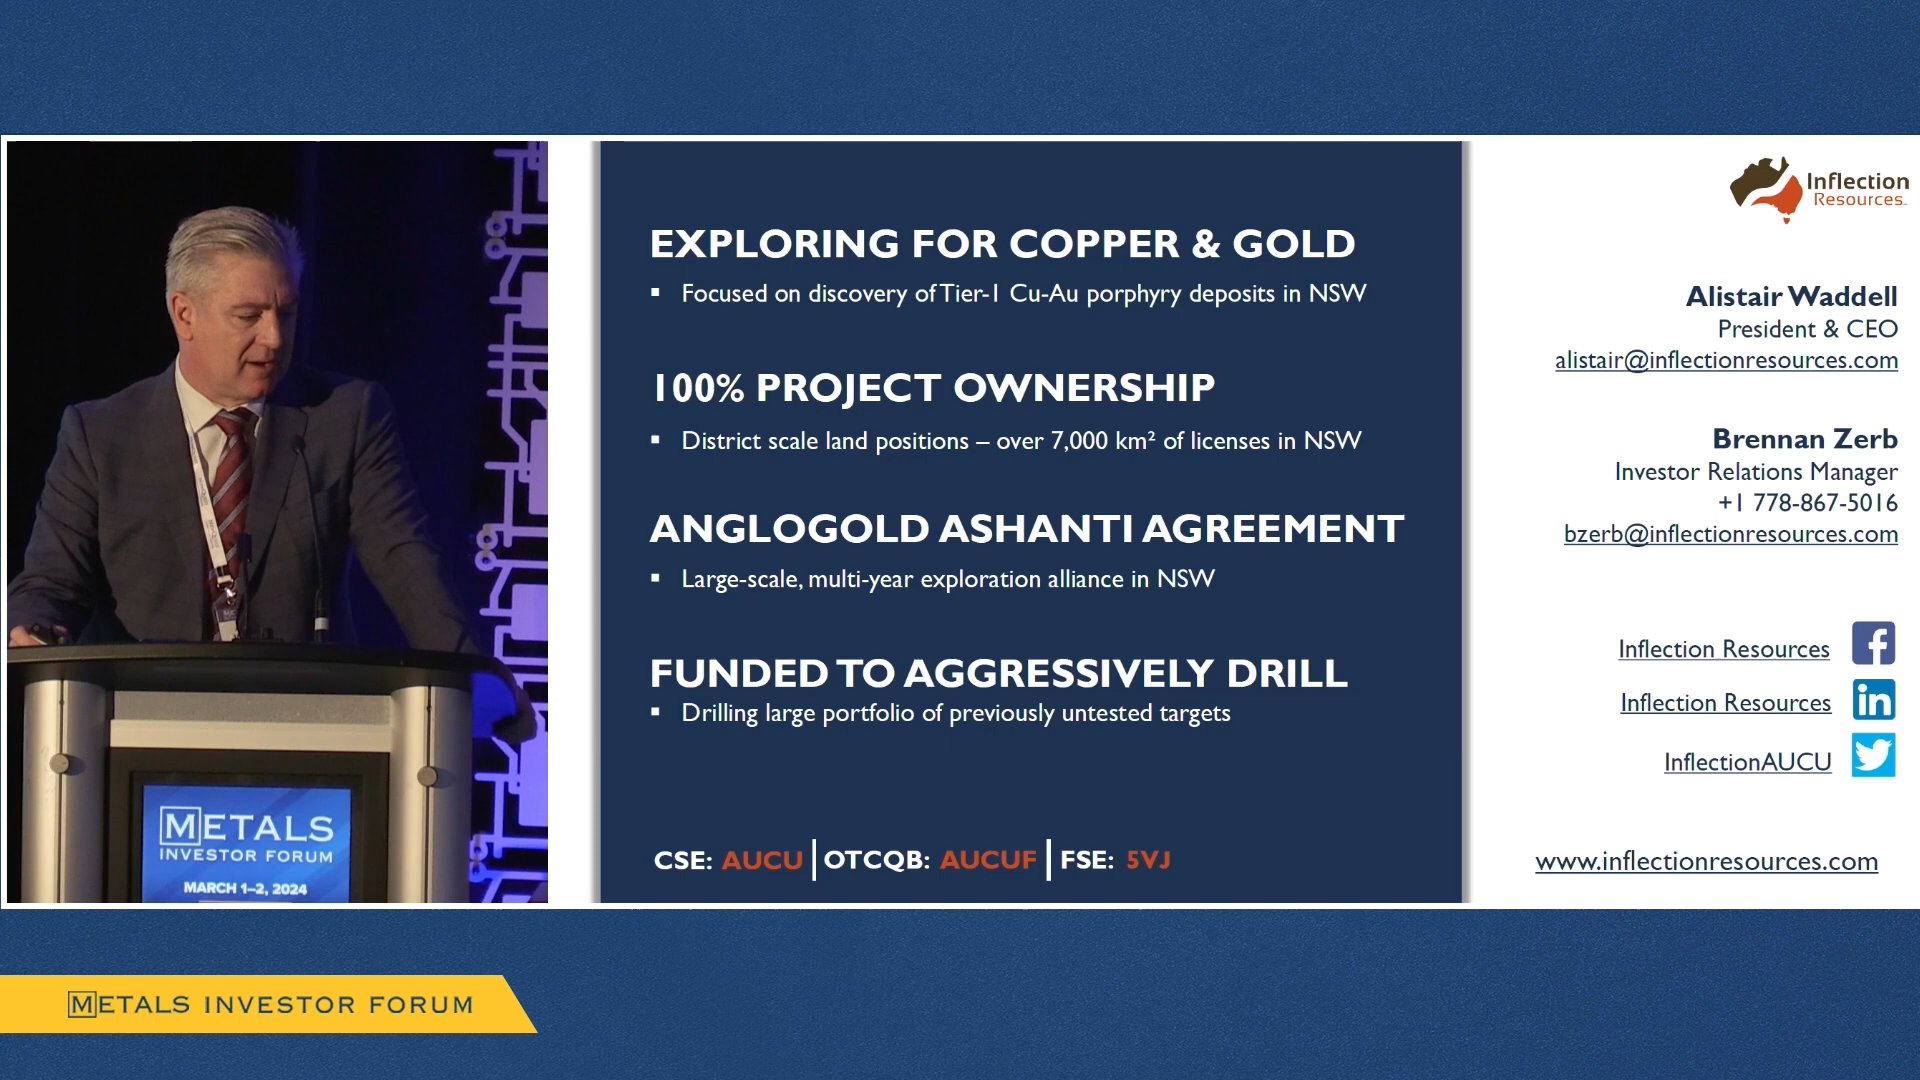 EXPLORING FOR COPPER & GOLD
▪ Focused on discovery of Tier-1 Cu-Au porphyry deposits in NSW
100% PROJECT OWNERSHIP
▪ District scale land positions – over 7,000 km² of licenses in NSW
ANGLOGOLD ASHANTI AGREEMENT
▪ Large-scale, multi-year exploration alliance in NSW
FUNDED TO AGGRESSIVELY DRILL
▪ Drilling large portfolio of previously untested targets
CSE: AUCU | OTCQB: AUCUF | FSE: 5VJ
Inflection
Resources
Alistair Waddell
President & CEO
alistair@inflectionresources.com
Brennan Zerb
Investor Relations Manager
+1 778-867-5016
bzerb@inflectionresources.com
Inflection Resources
Inflection Resources
in
InflectionAUCU
www.inflectionresources.com
METALS
INVESTOR FORUM
MARCH 1–2, 2024
METALS INVESTOR FORUM